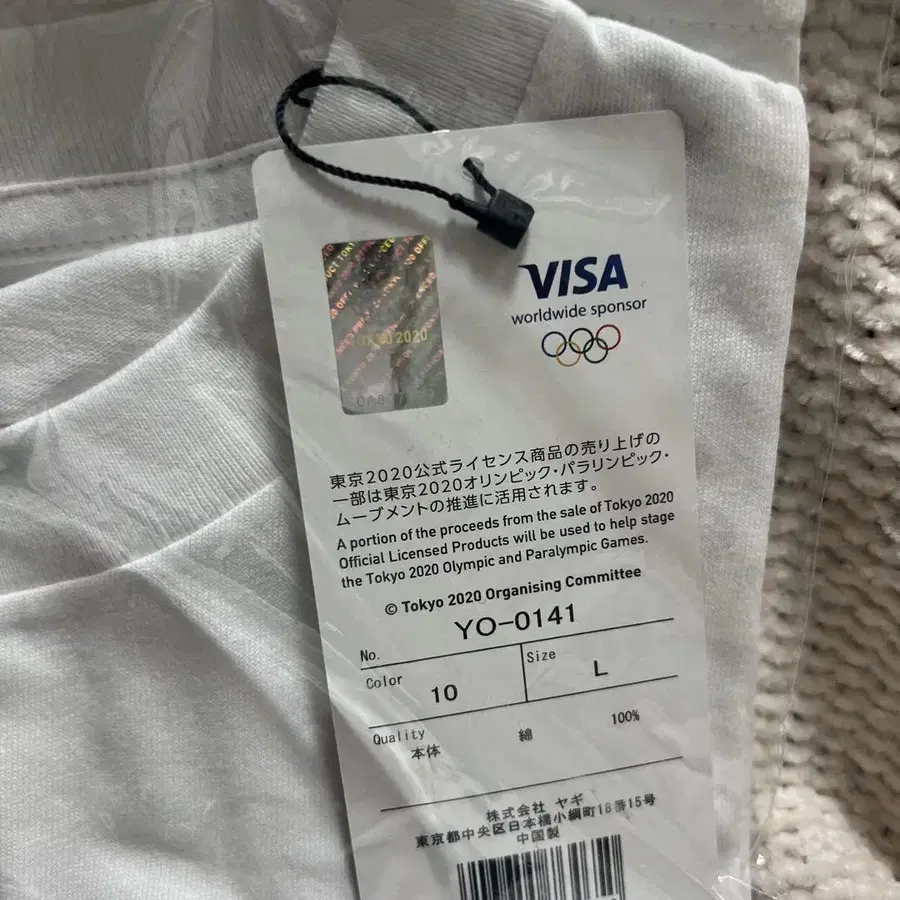 TOKYO 2020
VISA
worldwide sponsor
東京2020公式ライセンス商品の売り上げの
一部は東京2020オリンピック・パラリンピック・
ムーブメントの推進に活用されます。
A portion of the proceeds from the sale of Tokyo 2020
Official Licensed Products will be used to help stage
the Tokyo 2020 Olympic and Paralympic Games.
© Tokyo 2020 Organising Committee
No. YO-0141
Color 10 Size L
Quality
本体 綿 100%
株式会社 ヤギ
東京都中央区日本橋小網町18番15号
中国製